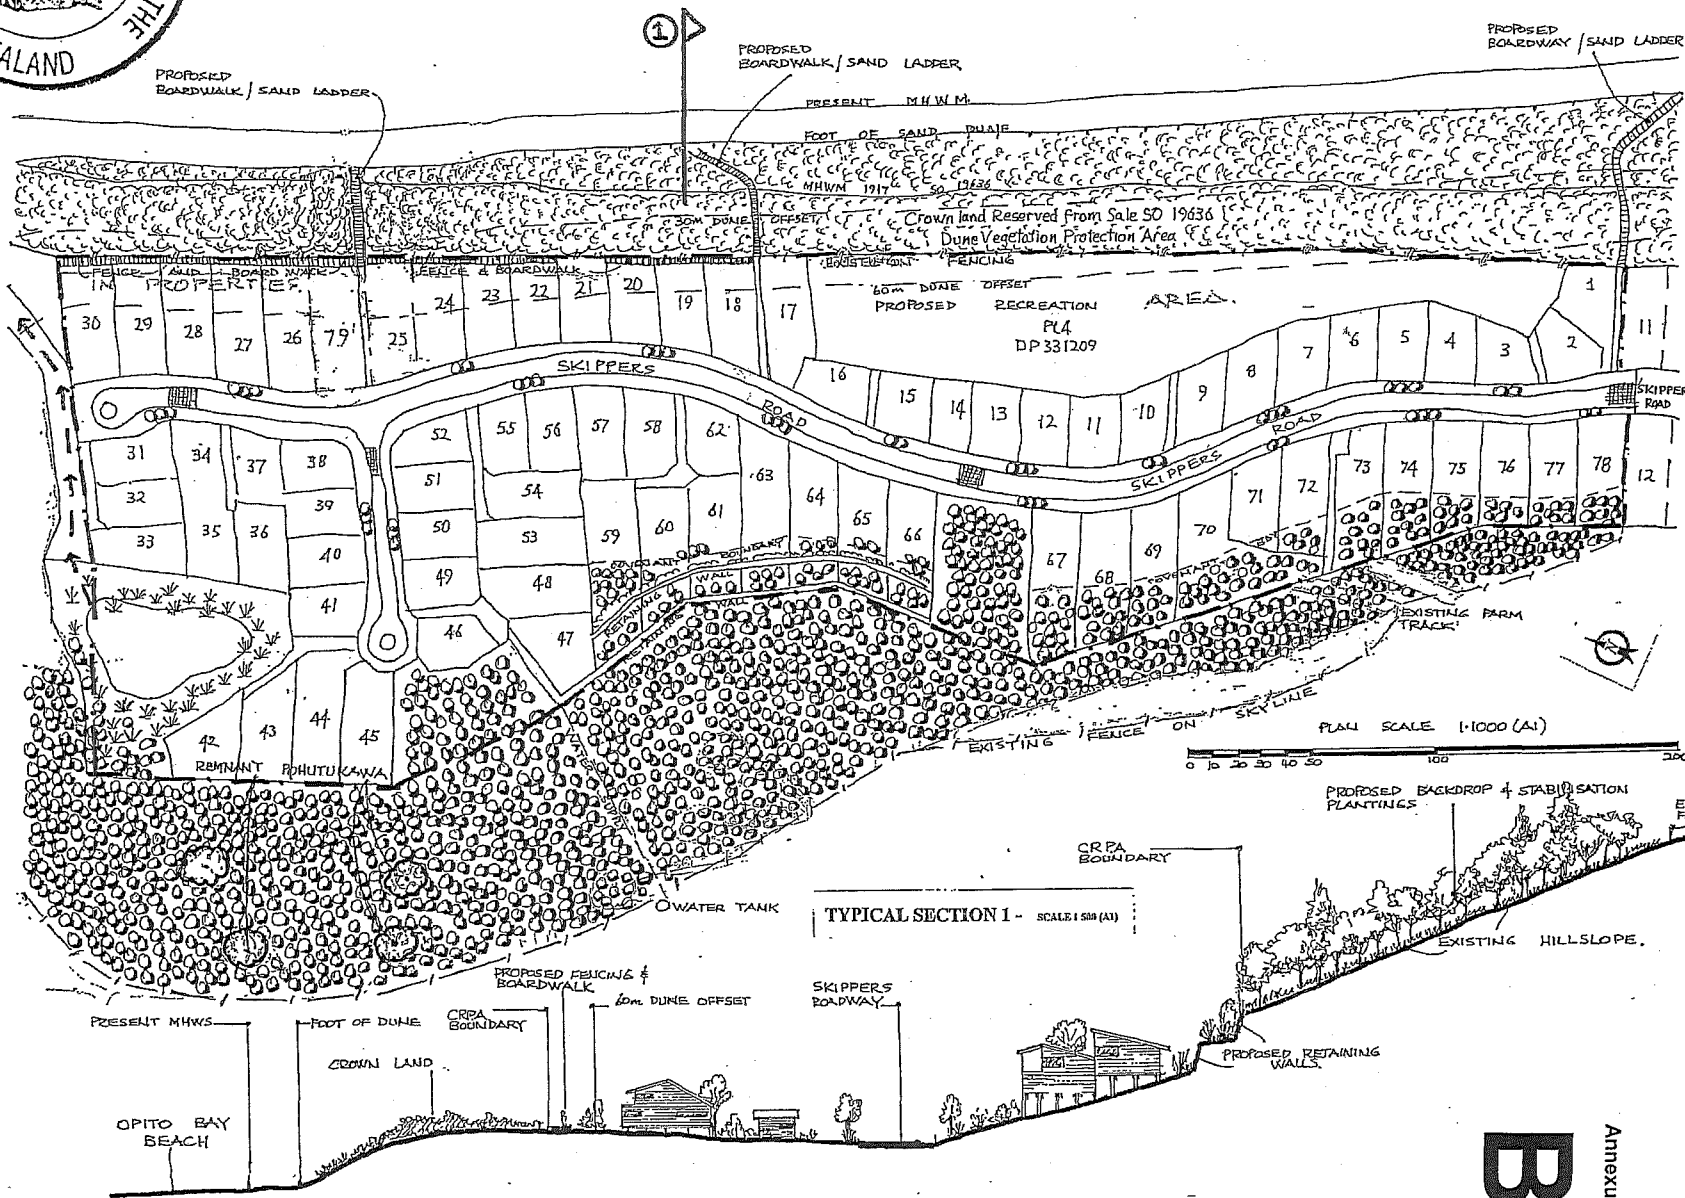 THE
ALAND
1
PROPOSED
BOARDWALK / SAND LADDER
PROPOSED
BOARDWALK / SAND LADDER
PROPOSED
BOARDWAY / SAND LADDER
PRESENT MHWM
FOOT OF SAND DUNE
MHWM 1917 SO 19636
30m DUNE OFFSET
Crown land Reserved From Sale SO 19636
Dune Vegetation Protection Area
FENCE AND BOARD WALK
IN PROPERTIES
FENCE & BOARDWALK
FENCING
60m DUNE OFFSET
PROPOSED RECREATION AREA.
Pt.4
DP 331209
30
29
28
27
26
79
25
24
23
22
21
20
19
18
17
16
15
14
13
12
11
10
9
8
7
6
5
4
3
2
1
11
SKIPPERS
ROAD
SKIPPERS
ROAD
SKIPPER
ROAD
31
32
33
34
35
37
36
38
39
40
41
52
51
50
49
46
55
56
57
58
54
53
48
47
59
60
61
62
63
64
65
66
67
68
69
70
71
72
73
74
75
76
77
78
12
42
43
44
45
COVENANT BOUNDARY
RETAINING WALL
RETAINING WALL
COVENANT BDY
REMNANT POHUTUKAWA
EXISTING FARM
TRACK
EXISTING FENCE ON SKYLINE
WATER TANK
PLAN SCALE 1:1000 (A1)
0 10 20 30 40 50 100 200
PROPOSED BACKDROP & STABILISATION
PLANTINGS
CRPA
BOUNDARY
EXISTING HILLSLOPE.
TYPICAL SECTION 1 - SCALE 1 500 (A1)
PRESENT MHWS
FOOT OF DUNE
CRPA
BOUNDARY
PROPOSED FENCING &
BOARDWALK
60m DUNE OFFSET
SKIPPERS
ROADWAY
CROWN LAND
PROPOSED RETAINING
WALLS.
OPITO BAY
BEACH
Annexu
B